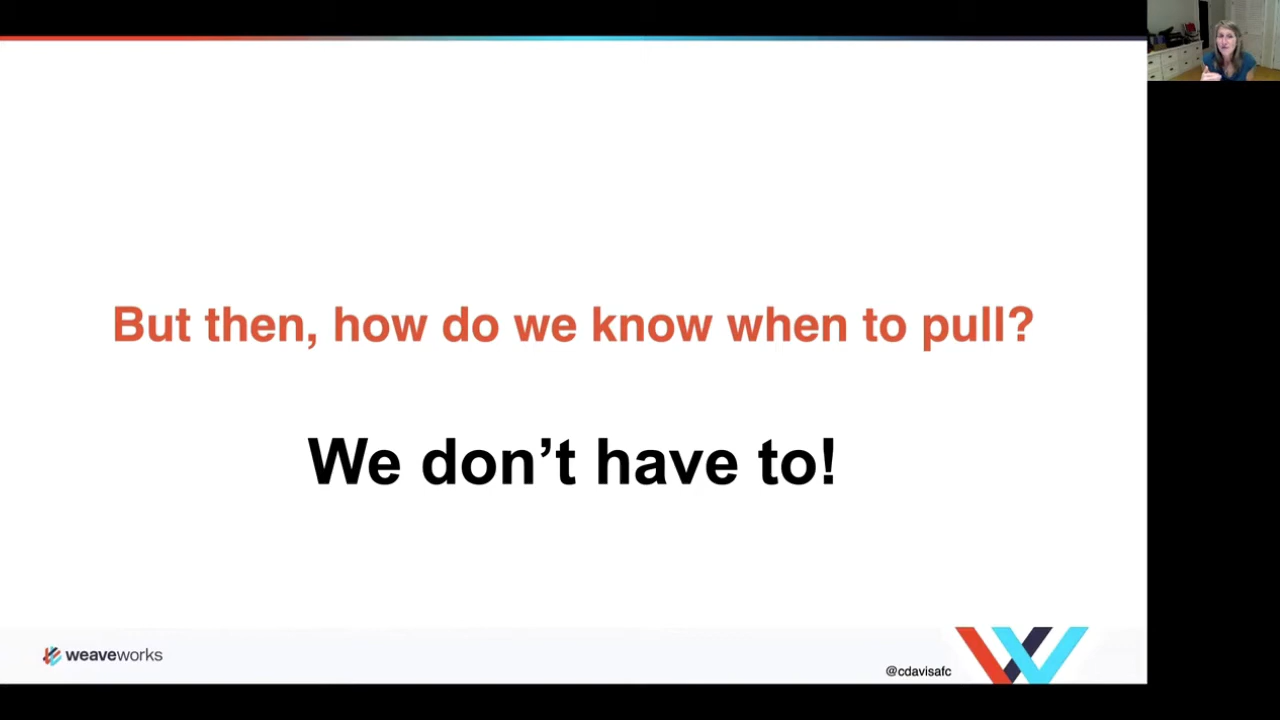 But then, how do we know when to pull?
We don’t have to!
weaveworks
@cdavisafc